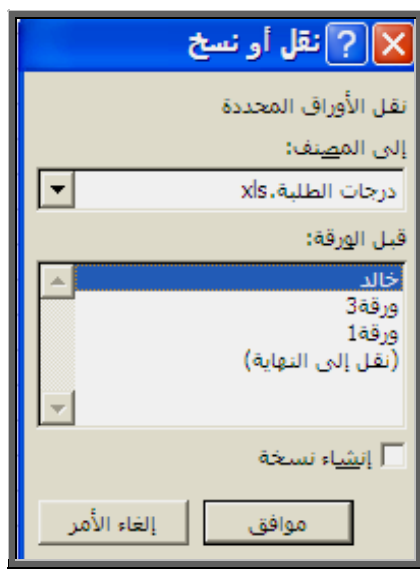 نقل أو نسخ
نقل الأوراق المحددة
إلى المصنف:
درجات الطلبة.xls
قبل الورقة:
خالد
ورقة3
ورقة1
(نقل إلى النهاية)
إنشاء نسخة
موافق
إلغاء الأمر